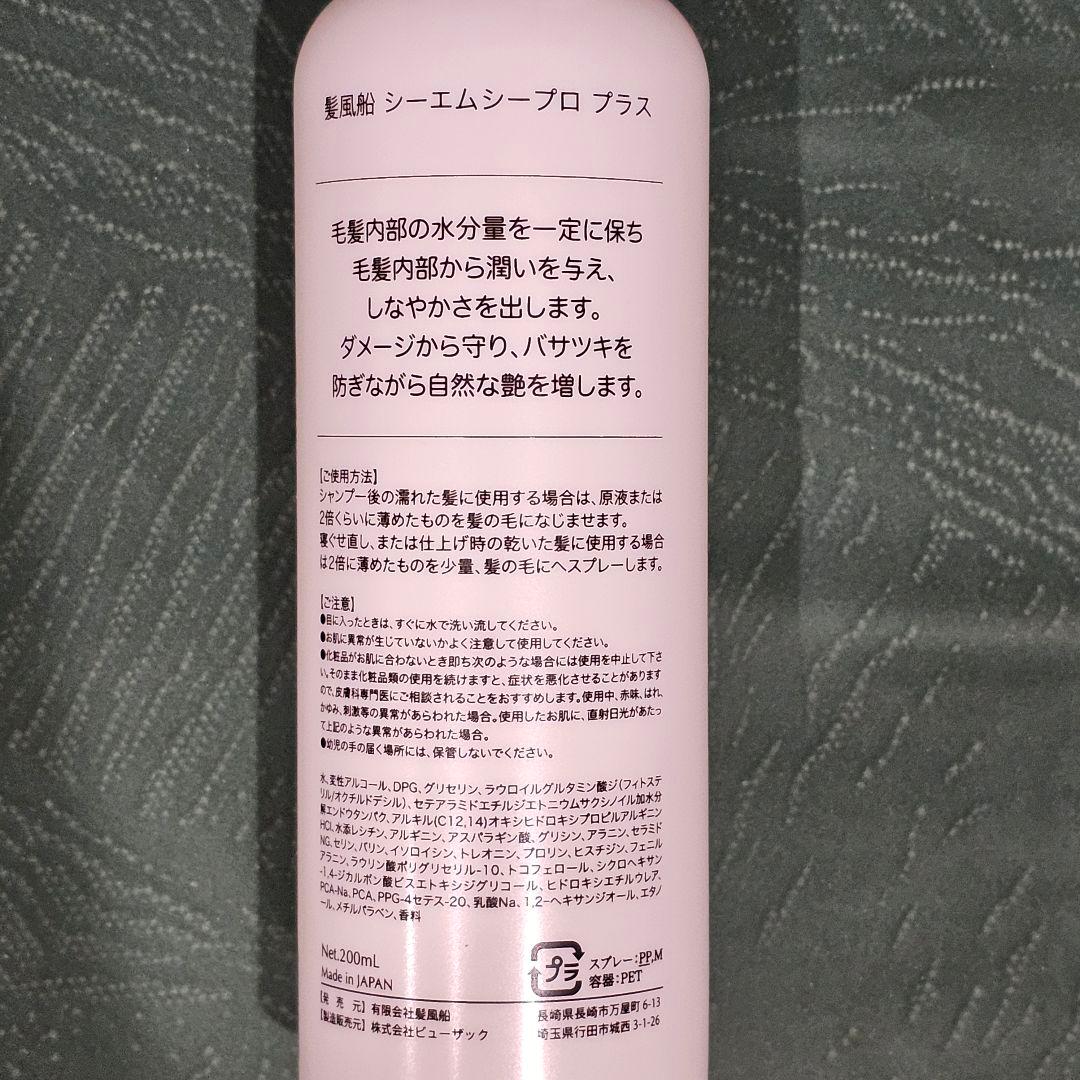 髪風船 シーエムシープロ プラス
毛髪内部の水分量を一定に保ち
毛髪内部から潤いを与え、
しなやかさを出します。
ダメージから守り、バサツキを
防ぎながら自然な艶を増します。
【ご使用方法】
シャンプー後の濡れた髪に使用する場合は、原液または
2倍くらいに薄めたものを髪の毛になじませます。
寝ぐせ直し、または仕上げ時の乾いた髪に使用する場合
は2倍に薄めたものを少量、髪の毛にへスプレーします。
【ご注意】
●目に入ったときは、すぐに水で洗い流してください。
●お肌に異常が生じていないかよく注意して使用してください。
●化粧品がお肌に合わないとき即ち次のような場合には使用を中止して下さ
い。そのまま化粧品類の使用を続けますと、症状を悪化させることがあります
ので、皮膚科専門医にご相談されることをおすすめします。使用中、赤味、はれ、
かゆみ、刺激等の異常があらわれた場合。使用したお肌に、直射日光があたっ
て上記のような異常があらわれた場合。
●幼児の手の届く場所には、保管しないでください。
水、変性アルコール、DPG、グリセリン、ラウロイルグルタミン酸ジ(フィトステ
リル/オクチルドデシル)、セテアラミドエチルジエトニウムサクシノイル加水分
解エンドウタンパク、アルキル(C12,14)オキシヒドロキシプロピルアルギニン
HCl、水添レシチン、アルギニン、アスパラギン酸、グリシン、アラニン、セラミド
NG、セリン、バリン、イソロイシン、トレオニン、プロリン、ヒスチジン、フェニル
アラニン、ラウリン酸ポリグリセリル-10、トコフェロール、シクロヘキサン
-1,4-ジカルボン酸ビスエトキシジグリコール、ヒドロキシエチルウレア、
PCA-Na、PCA、PPG-4セテス-20、乳酸Na、1,2-ヘキサンジオール、エタノ
ール、メチルパラベン、香料
Net.200mL
Made in JAPAN
プラ
スプレー:PP,M
容器:PET
【発 売 元】有限会社髪風船 長崎県長崎市万屋町6-13
【製造販売元】株式会社ビューザック 埼玉県行田市城西3-1-26